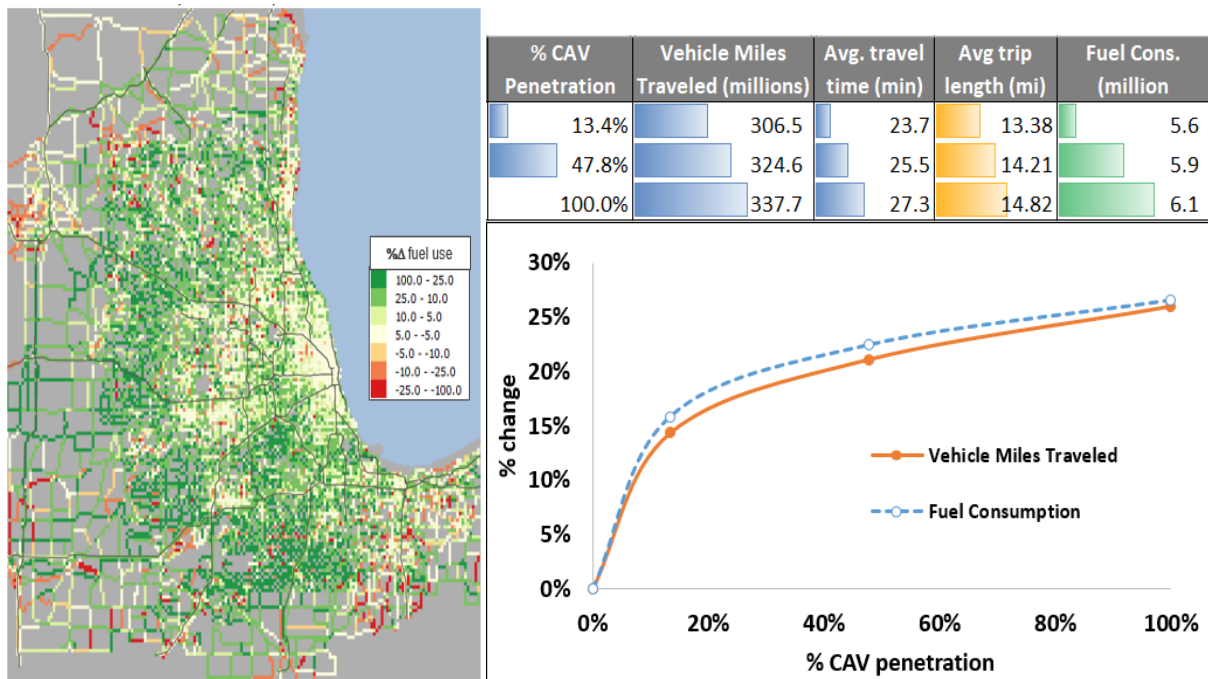 % CAV Penetration
Vehicle Miles Traveled (millions)
Avg. travel time (min)
Avg trip length (mi)
Fuel Cons. (million
13.4% 306.5 23.7 13.38 5.6
47.8% 324.6 25.5 14.21 5.9
100.0% 337.7 27.3 14.82 6.1
%Δ fuel use
100.0 - 25.0
25.0 - 10.0
10.0 - 5.0
5.0 - -5.0
-5.0 - -10.0
-10.0 - -25.0
-25.0 - -100.0
30%
25%
20%
15%
10%
5%
0%
% change
Vehicle Miles Traveled
Fuel Consumption
0% 20% 40% 60% 80% 100%
% CAV penetration